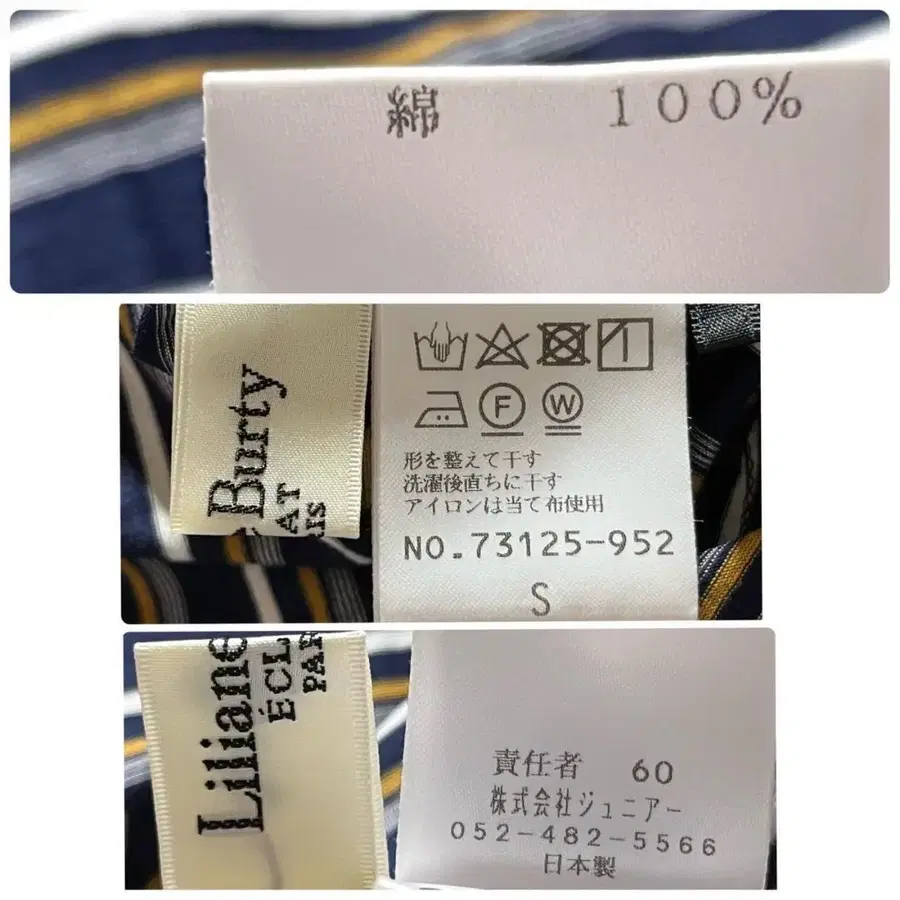 綿 100%
Burty
AT
IS
F W
形を整えて干す
洗濯後直ちに干す
アイロンは当て布使用
NO.73125-952
S
Liliane
ÉCL
PAR
責任者 60
株式会社ジュニアー
052-482-5566
日本製